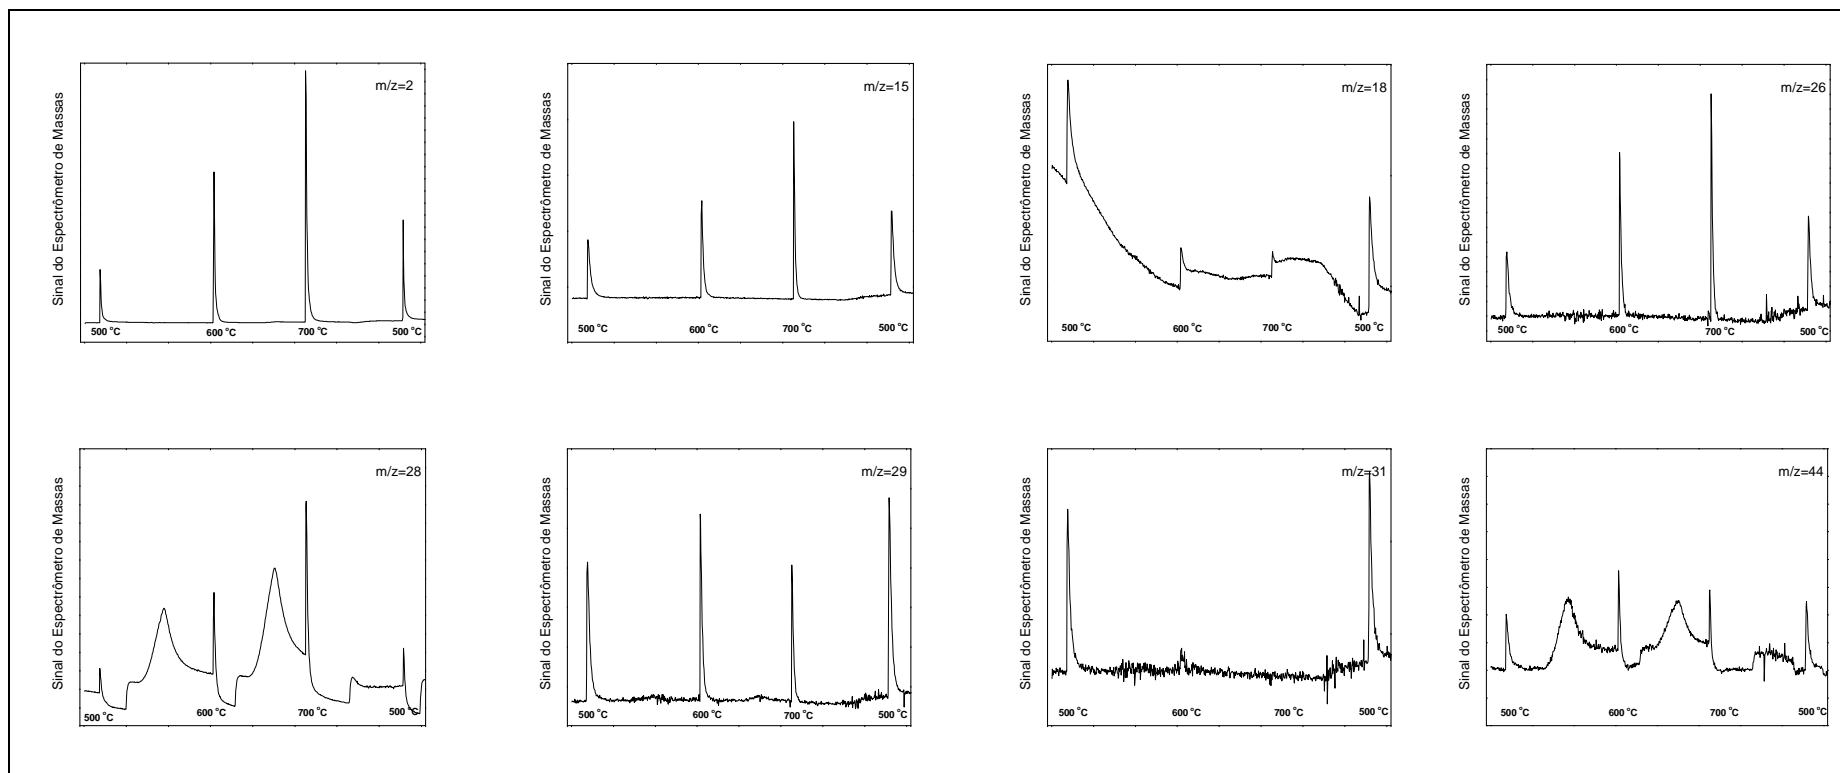 Sinal do Espectrômetro de Massas
m/z=2
500 °C
600 °C
700 °C
500 °C
Sinal do Espectrômetro de Massas
m/z=15
500 °C
600 °C
700 °C
500 °C
Sinal do Espectrômetro de Massas
m/z=18
500 °C
600 °C
700 °C
500 °C
Sinal do Espectrômetro de Massas
m/z=26
500 °C
600 °C
700 °C
500 °C
Sinal do Espectrômetro de Massas
m/z=28
500 °C
600 °C
700 °C
500 °C
Sinal do Espectrômetro de Massas
m/z=29
500 °C
600 °C
700 °C
500 °C
Sinal do Espectrômetro de Massas
m/z=31
500 °C
600 °C
700 °C
500 °C
Sinal do Espectrômetro de Massas
m/z=44
500 °C
600 °C
700 °C
500 °C